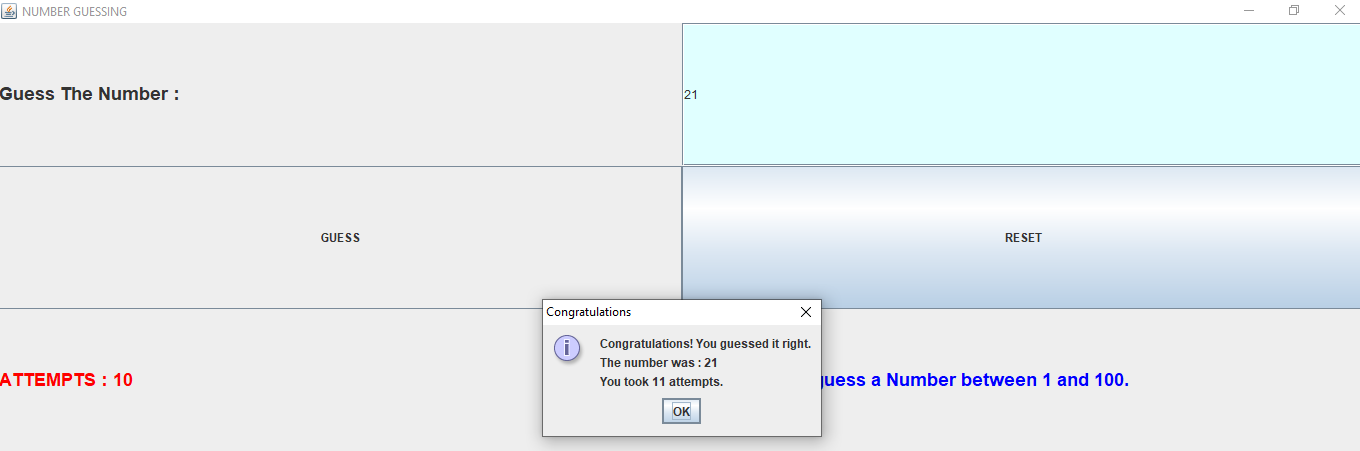 NUMBER GUESSING
Guess The Number :
21
GUESS
RESET
Congratulations
Congratulations! You guessed it right.
The number was : 21
You took 11 attempts.
OK
ATTEMPTS : 10
a Number between 1 and 100.